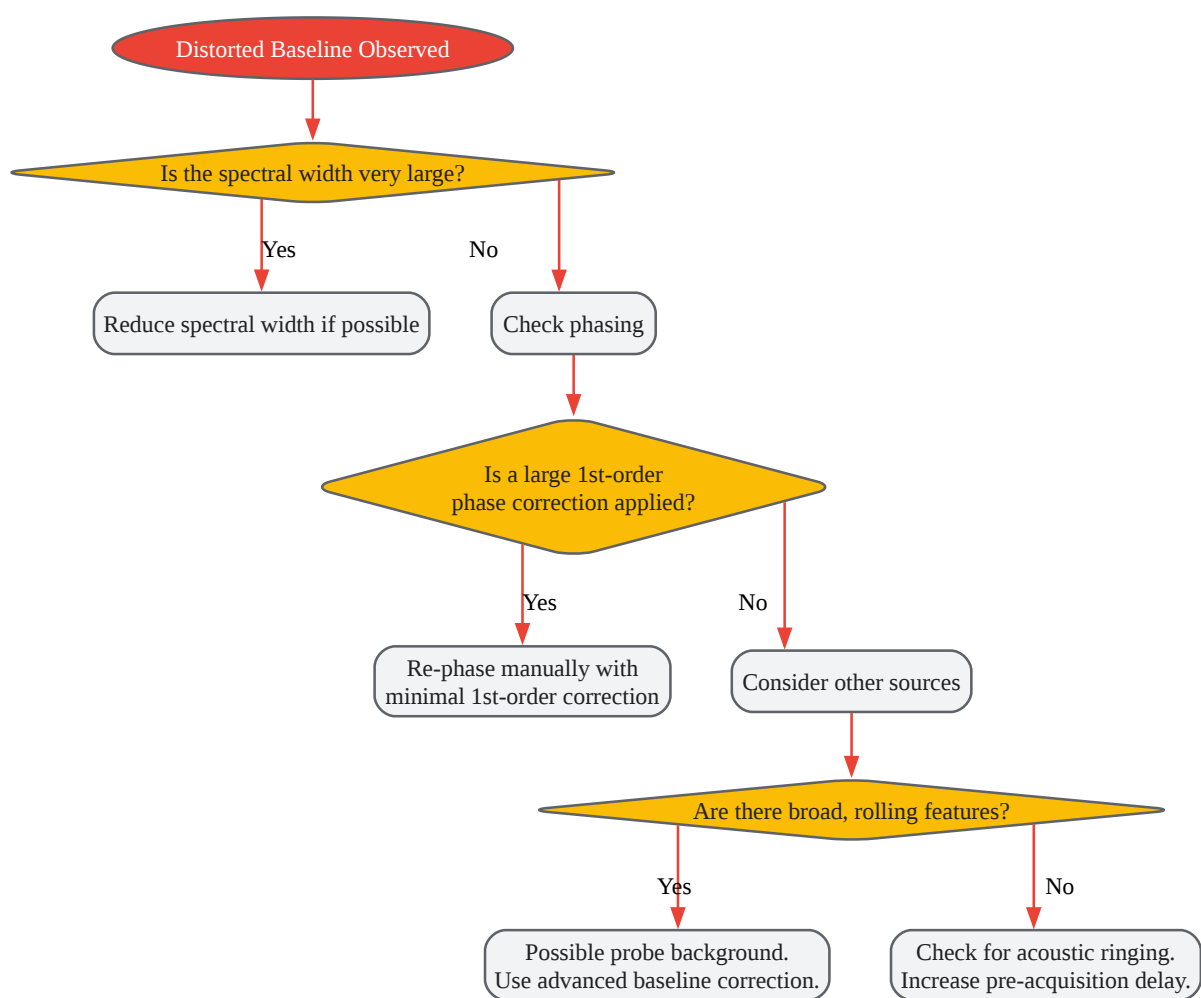 Distorted Baseline Observed
Is the spectral width very large?
Yes
No
Reduce spectral width if possible
Check phasing
Is a large 1st-order
phase correction applied?
Yes
No
Re-phase manually with
minimal 1st-order correction
Consider other sources
Are there broad, rolling features?
Yes
No
Possible probe background.
Use advanced baseline correction.
Check for acoustic ringing.
Increase pre-acquisition delay.